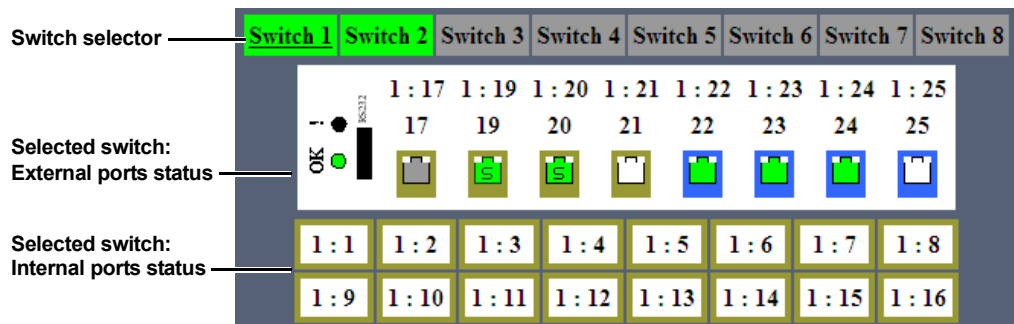 Switch selector
Switch 1 Switch 2 Switch 3 Switch 4 Switch 5 Switch 6 Switch 7 Switch 8
1 : 17 1 : 19 1 : 20 1 : 21 1 : 22 1 : 23 1 : 24 1 : 25
! RS232
17 19 20 21 22 23 24 25
OK
S S
Selected switch:
External ports status
Selected switch:
Internal ports status
1 : 1 1 : 2 1 : 3 1 : 4 1 : 5 1 : 6 1 : 7 1 : 8
1 : 9 1 : 10 1 : 11 1 : 12 1 : 13 1 : 14 1 : 15 1 : 16